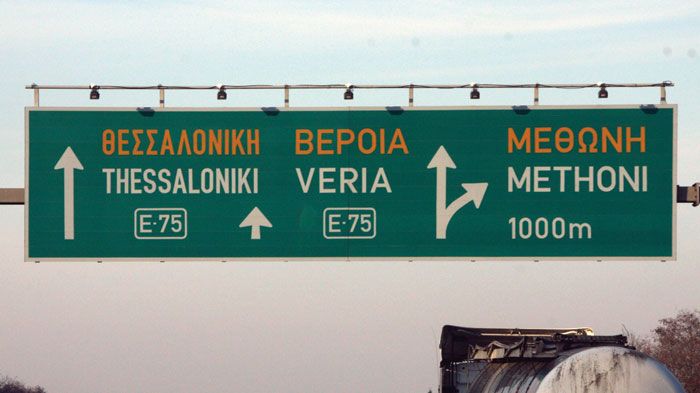 ΘΕΣΣΑΛΟΝΙΚΗ
THESSALONIKI
E-75
ΒΕΡΟΙΑ
VERIA
E-75
ΜΕΘΩΝΗ
METHONI
1000m